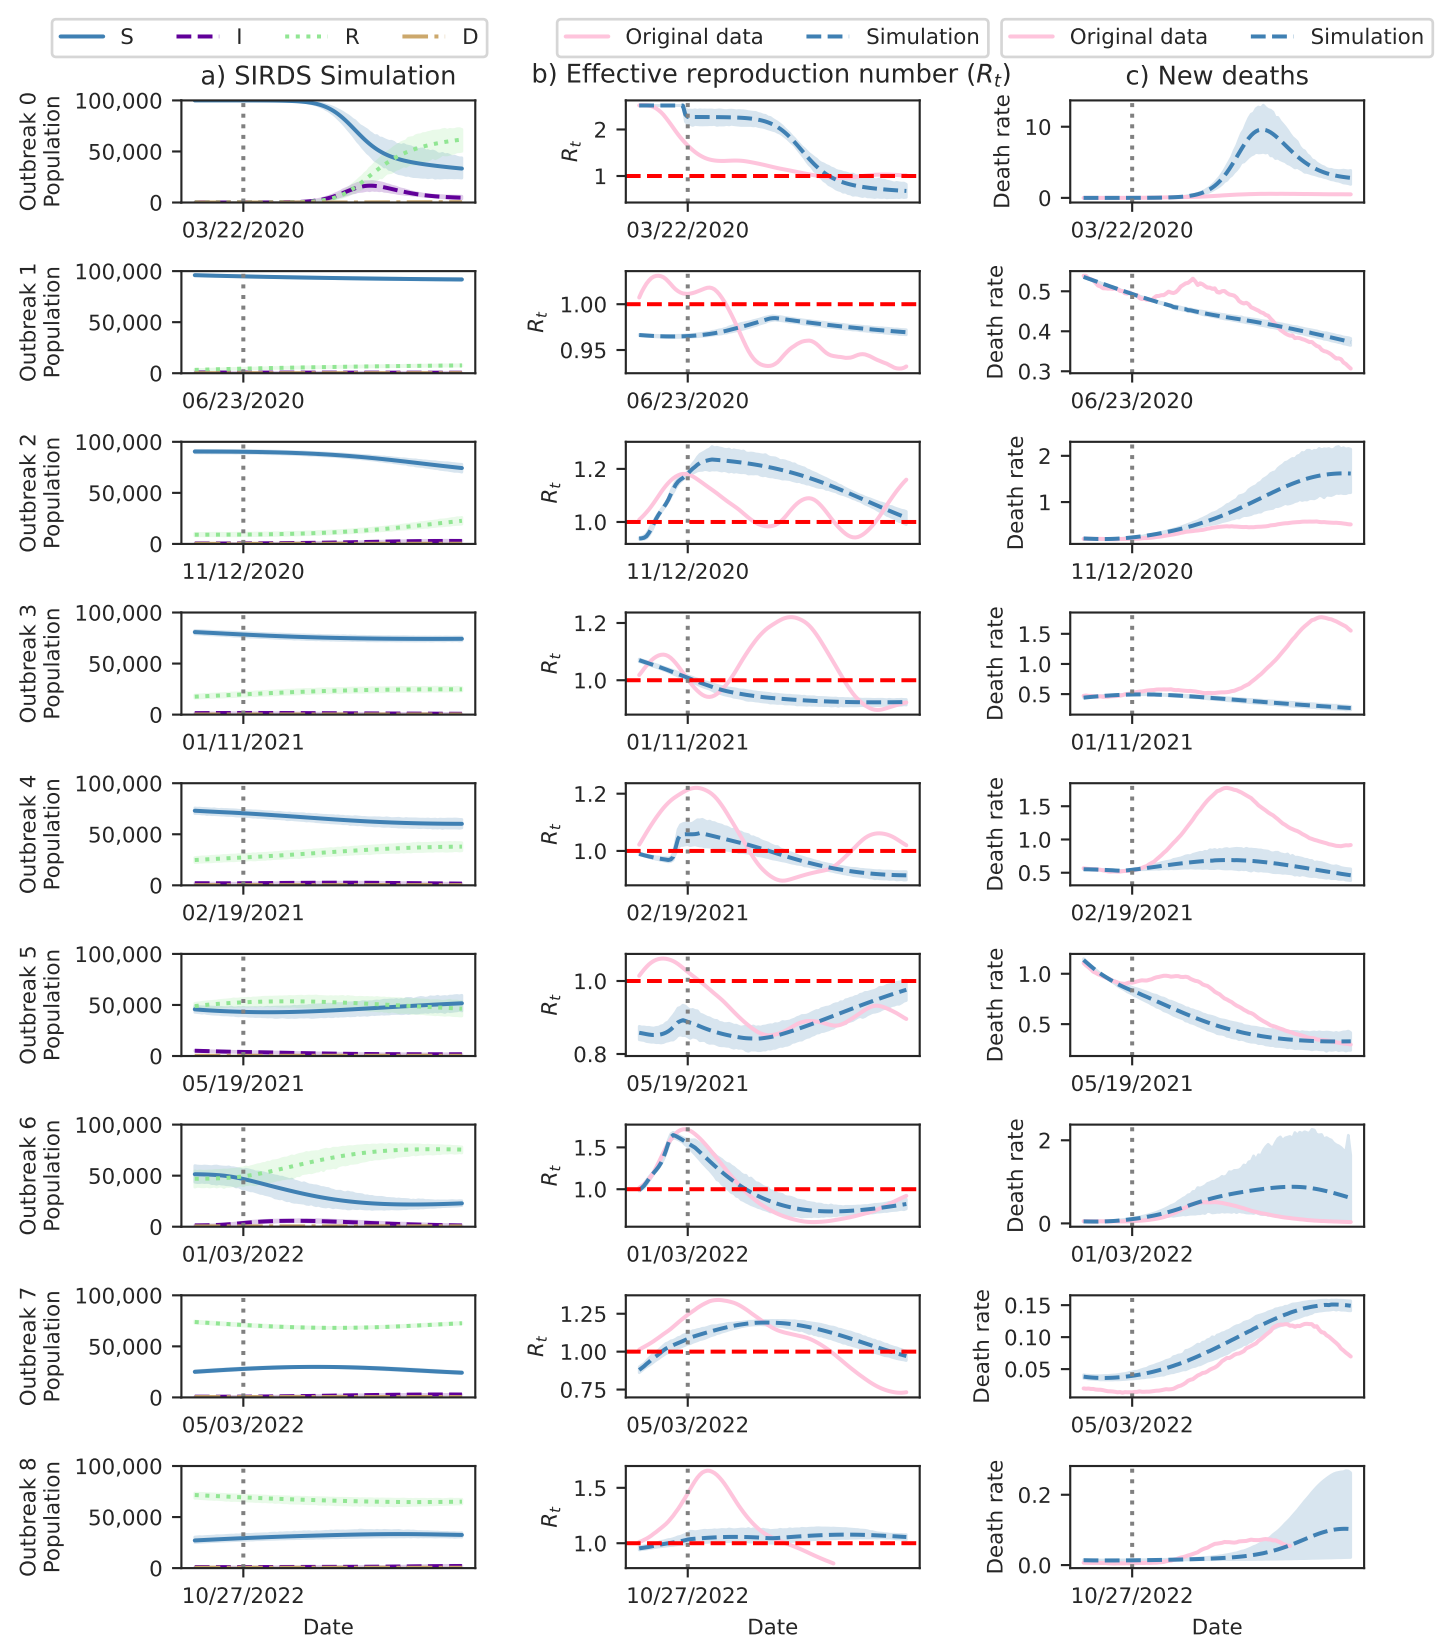 S I R D
Original data Simulation
Original data Simulation
a) SIRDS Simulation
b) Effective reproduction number (Rₜ)
c) New deaths
Outbreak 0
Population
100,000
50,000
0
03/22/2020
Rₜ
2
1
03/22/2020
Death rate
10
0
03/22/2020
Outbreak 1
Population
100,000
50,000
0
06/23/2020
Rₜ
1.00
0.95
06/23/2020
Death rate
0.5
0.4
0.3
06/23/2020
Outbreak 2
Population
100,000
50,000
0
11/12/2020
Rₜ
1.2
1.0
11/12/2020
Death rate
2
1
11/12/2020
Outbreak 3
Population
100,000
50,000
0
01/11/2021
Rₜ
1.2
1.0
01/11/2021
Death rate
1.5
1.0
0.5
01/11/2021
Outbreak 4
Population
100,000
50,000
0
02/19/2021
Rₜ
1.2
1.0
02/19/2021
Death rate
1.5
1.0
0.5
02/19/2021
Outbreak 5
Population
100,000
50,000
0
05/19/2021
Rₜ
1.0
0.8
05/19/2021
Death rate
1.0
0.5
05/19/2021
Outbreak 6
Population
100,000
50,000
0
01/03/2022
Rₜ
1.5
1.0
01/03/2022
Death rate
2
0
01/03/2022
Outbreak 7
Population
100,000
50,000
0
05/03/2022
Rₜ
1.25
1.00
0.75
05/03/2022
Death rate
0.15
0.10
0.05
05/03/2022
Outbreak 8
Population
100,000
50,000
0
10/27/2022
Date
Rₜ
1.5
1.0
10/27/2022
Date
Death rate
0.2
0.0
10/27/2022
Date